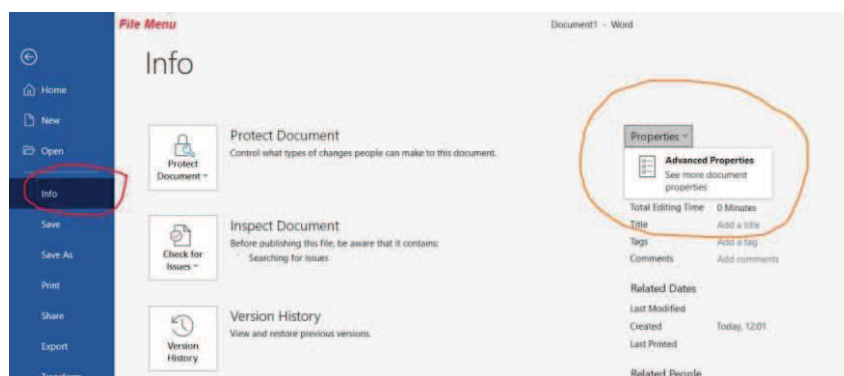 File Menu
Document1 - Word
Info
Home
New
Open
Info
Save
Save As
Print
Share
Export
Transform
Protect Document
Protect Document
Control what types of changes people can make to this document.
Check for Issues
Inspect Document
Before publishing this file, be aware that it contains:
Searching for issues
Version History
Version History
View and restore previous versions.
Properties
Advanced Properties
See more document
properties
Total Editing Time 0 Minutes
Title Add a title
Tags Add a tag
Comments Add comments
Related Dates
Last Modified
Created Today, 12:01
Last Printed
Related People